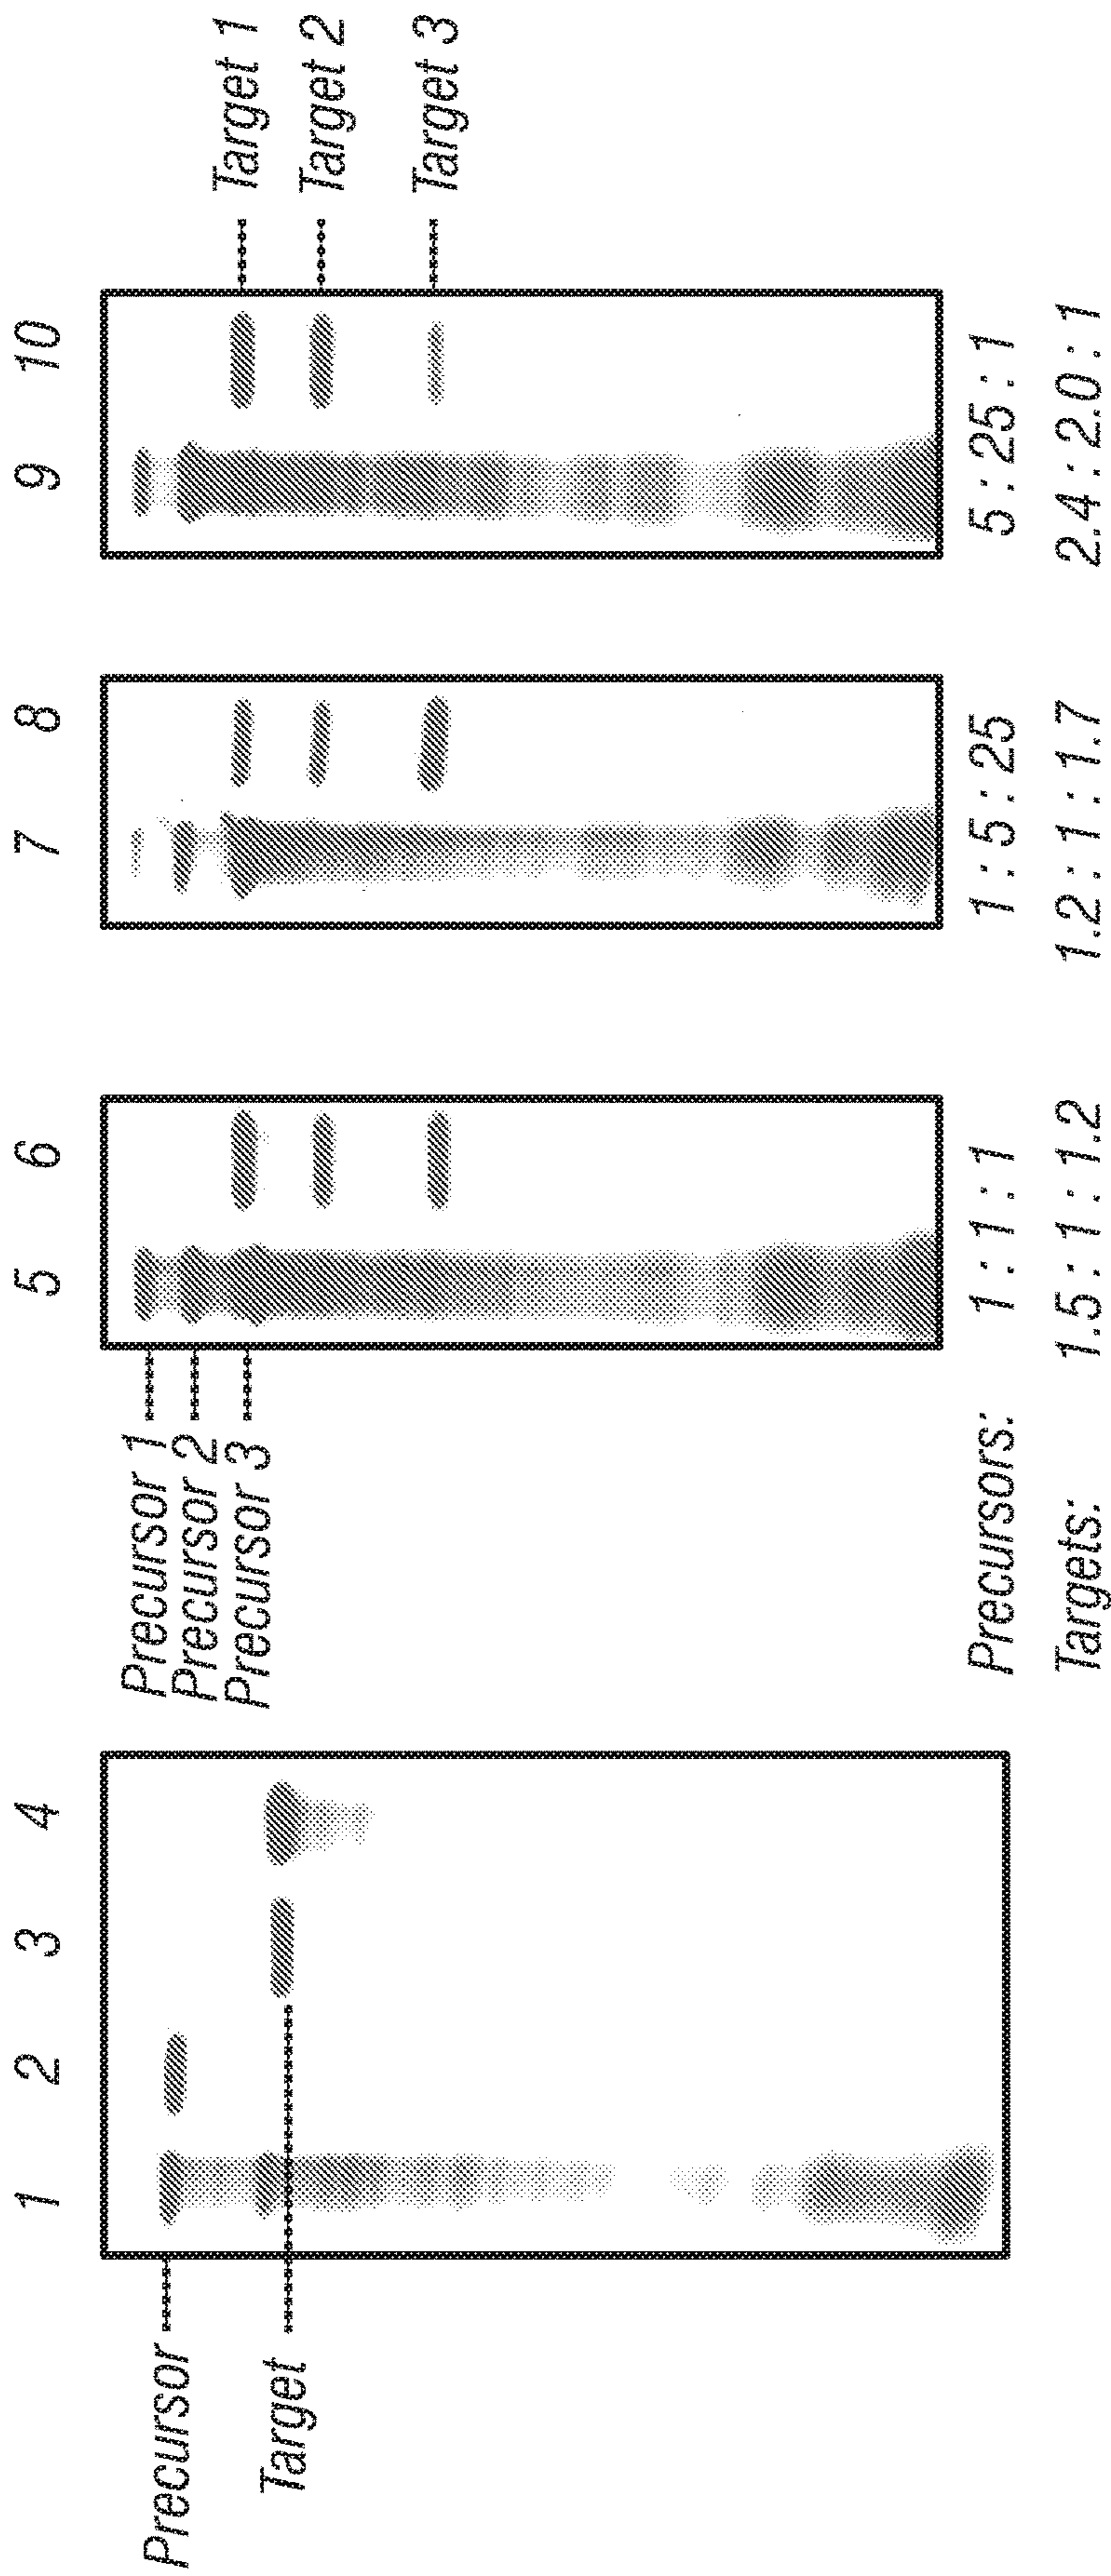 1 2 3 4 5 6 7 8 9 10
Precursor
Target
Precursor 1
Precursor 2
Precursor 3
Target 1
Target 2
Target 3
Precursors: 1 : 1 : 1 1 : 5 : 25 5 : 25 : 1
Targets: 1.5 : 1 : 1.2 1.2 : 1 : 1.7 2.4 : 2.0 : 1